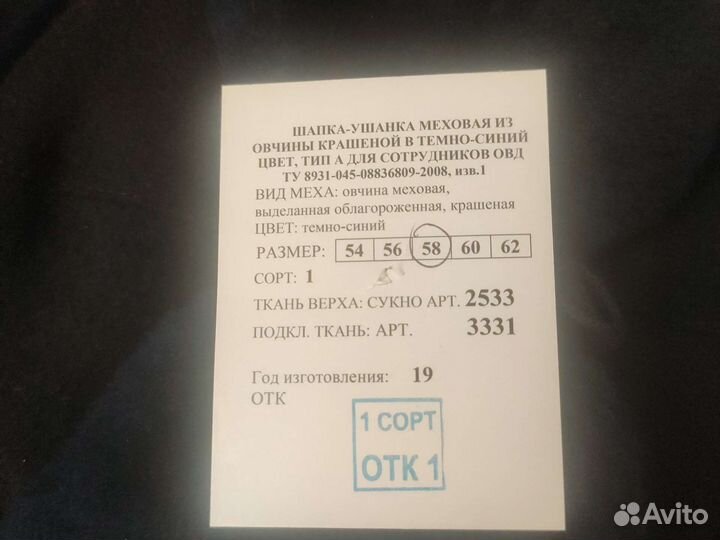 ШАПКА-УШАНКА МЕХОВАЯ ИЗ
ОВЧИНЫ КРАШЕНОЙ В ТЕМНО-СИНИЙ
ЦВЕТ, ТИП А ДЛЯ СОТРУДНИКОВ ОВД
ТУ 8931-045-08836809-2008, изв.1
ВИД МЕХА: овчина меховая,
выделанная облагороженная, крашеная
ЦВЕТ: темно-синий
РАЗМЕР: 54 56 58 60 62
СОРТ: 1
ТКАНЬ ВЕРХА: СУКНО АРТ. 2533
ПОДКЛ. ТКАНЬ: АРТ. 3331
Год изготовления: 19
ОТК
1 СОРТ
ОТК 1
Avito